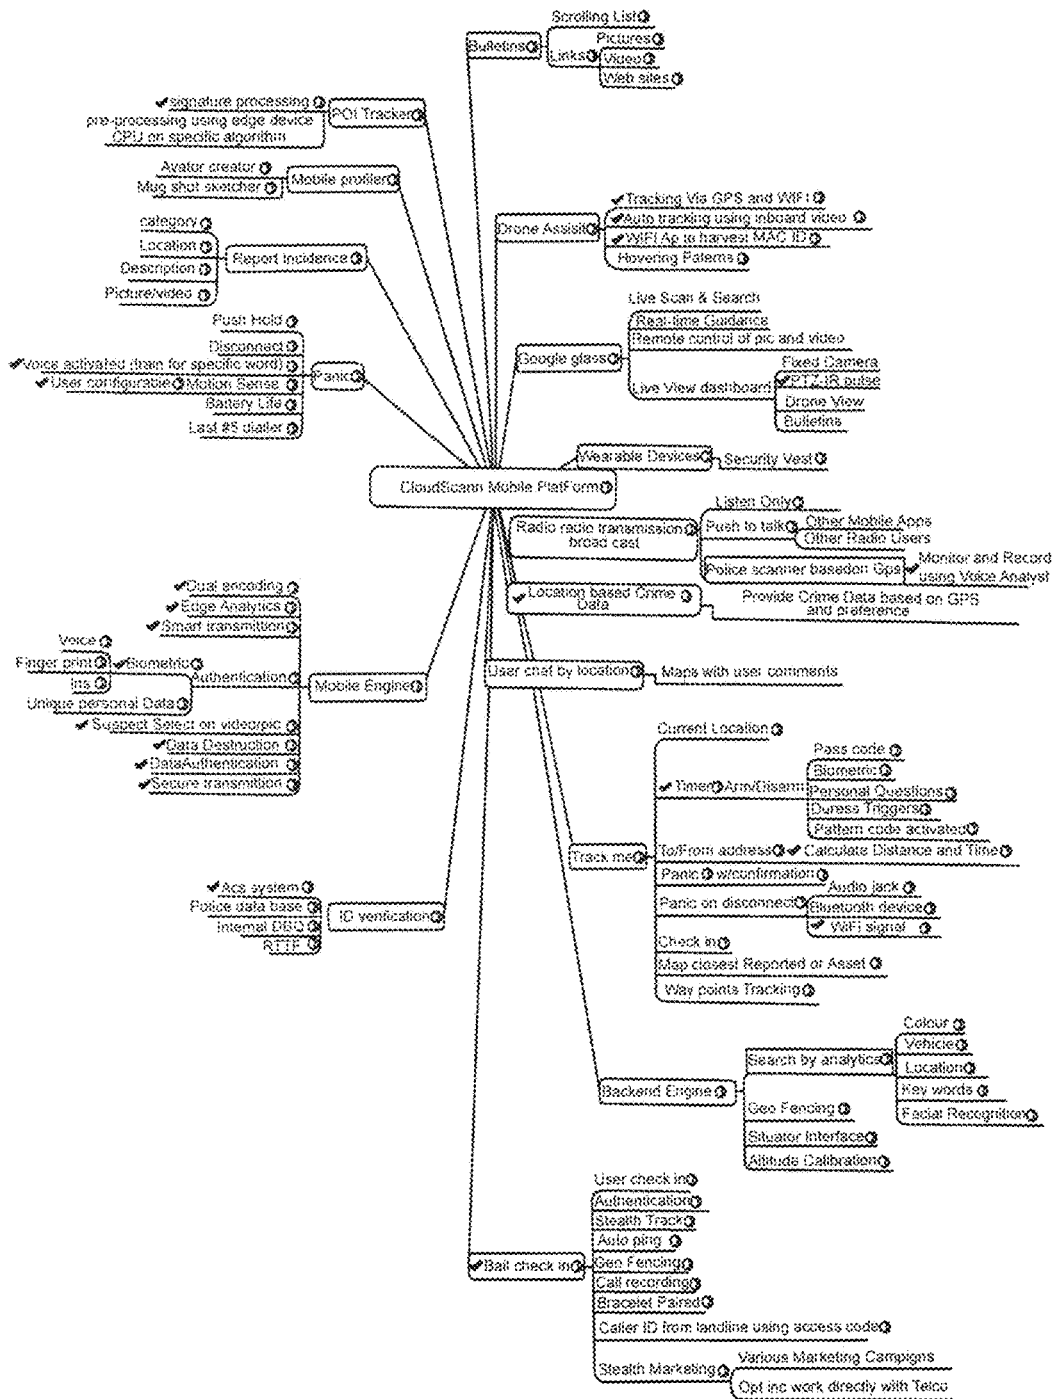 Scrolling List
Bulletins
Links
Pictures
Video
Web sites
signature processing
pre-processing using edge device
CPU on specific algorithm
POI Tracker
Avator creator
Mug shot sketcher
Mobile profiler
category
Location
Description
Picture/video
Report Incidence
Push Hold
Disconnect
Voice activated (train for specific word)
User configurable
Motion Sense
Battery Life
Last #5 dialler
Panic
Drone Assisit
Tracking Via GPS and WIFI
Auto tracking using inboard video
WIFI Ap to harvest MAC ID
Hovering Paterns
Google glass
Live Scan & Search
Real-time Guidance
Remote control of pic and video
Live View dashboard
Fixed Camera
PTZ IR pulse
Drone View
Bulletins
Wearable Devices
Security Vest
CloudScann Mobile PlatForm
Radio radio transmission
broad cast
Listen Only
Push to talk
Other Mobile Apps
Other Radio Users
Police scanner basedon Gps
Monitor and Record
using Voice Analyst
Location based Crime
Data
Provide Crime Data based on GPS
and preference
User chat by location
Maps with user comments
Dual encoding
Edge Analytics
Smart transmittion
Voice
Finger print
Iris
Biometric
Unique personal Data
Authentication
Suspect Select on video/pic
Data Destruction
DataAuthentication
Secure transmittion
Mobile Engine
Acs system
Police data base
Internal DBQ
RTTF
ID verification
Track me
Current Location
Timer
Arm/Disarm
Pass code
Biometric
Personal Questions
Duress Triggers
Pattern code activated
To/From address
Calculate Distance and Time
Panic
w/confirmation
Panic on disconnect
Audio jack
Bluetooth device
WiFi signal
Check in
Map closest Reported or Asset
Way points Tracking
Backend Engine
Search by analytics
Colour
Vehicle
Location
Key words
Facial Recognition
Geo Fencing
Situator Interface
Altitude Calibration
Bail check in
User check in
Authentication
Stealth Track
Auto ping
Geo Fencing
Call recording
Bracelet Paired
Caller ID from landline using access code
Stealth Marketing
Various Marketing Campigns
Opt inc work directly with Telco